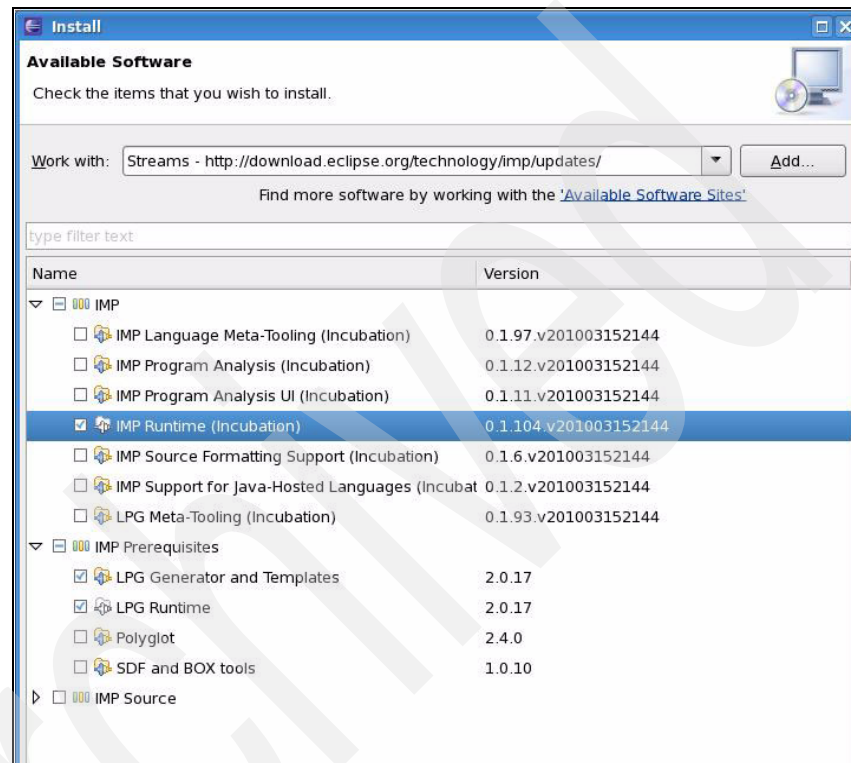 Install
Available Software
Check the items that you wish to install.
Work with: Streams - http://download.eclipse.org/technology/imp/updates/ Add...
Find more software by working with the 'Available Software Sites'
type filter text
Name Version
IMP
IMP Language Meta-Tooling (Incubation) 0.1.97.v201003152144
IMP Program Analysis (Incubation) 0.1.12.v201003152144
IMP Program Analysis UI (Incubation) 0.1.11.v201003152144
IMP Runtime (Incubation) 0.1.104.v201003152144
IMP Source Formatting Support (Incubation) 0.1.6.v201003152144
IMP Support for Java-Hosted Languages (Incubat 0.1.2.v201003152144
LPG Meta-Tooling (Incubation) 0.1.93.v201003152144
IMP Prerequisites
LPG Generator and Templates 2.0.17
LPG Runtime 2.0.17
Polyglot 2.4.0
SDF and BOX tools 1.0.10
IMP Source